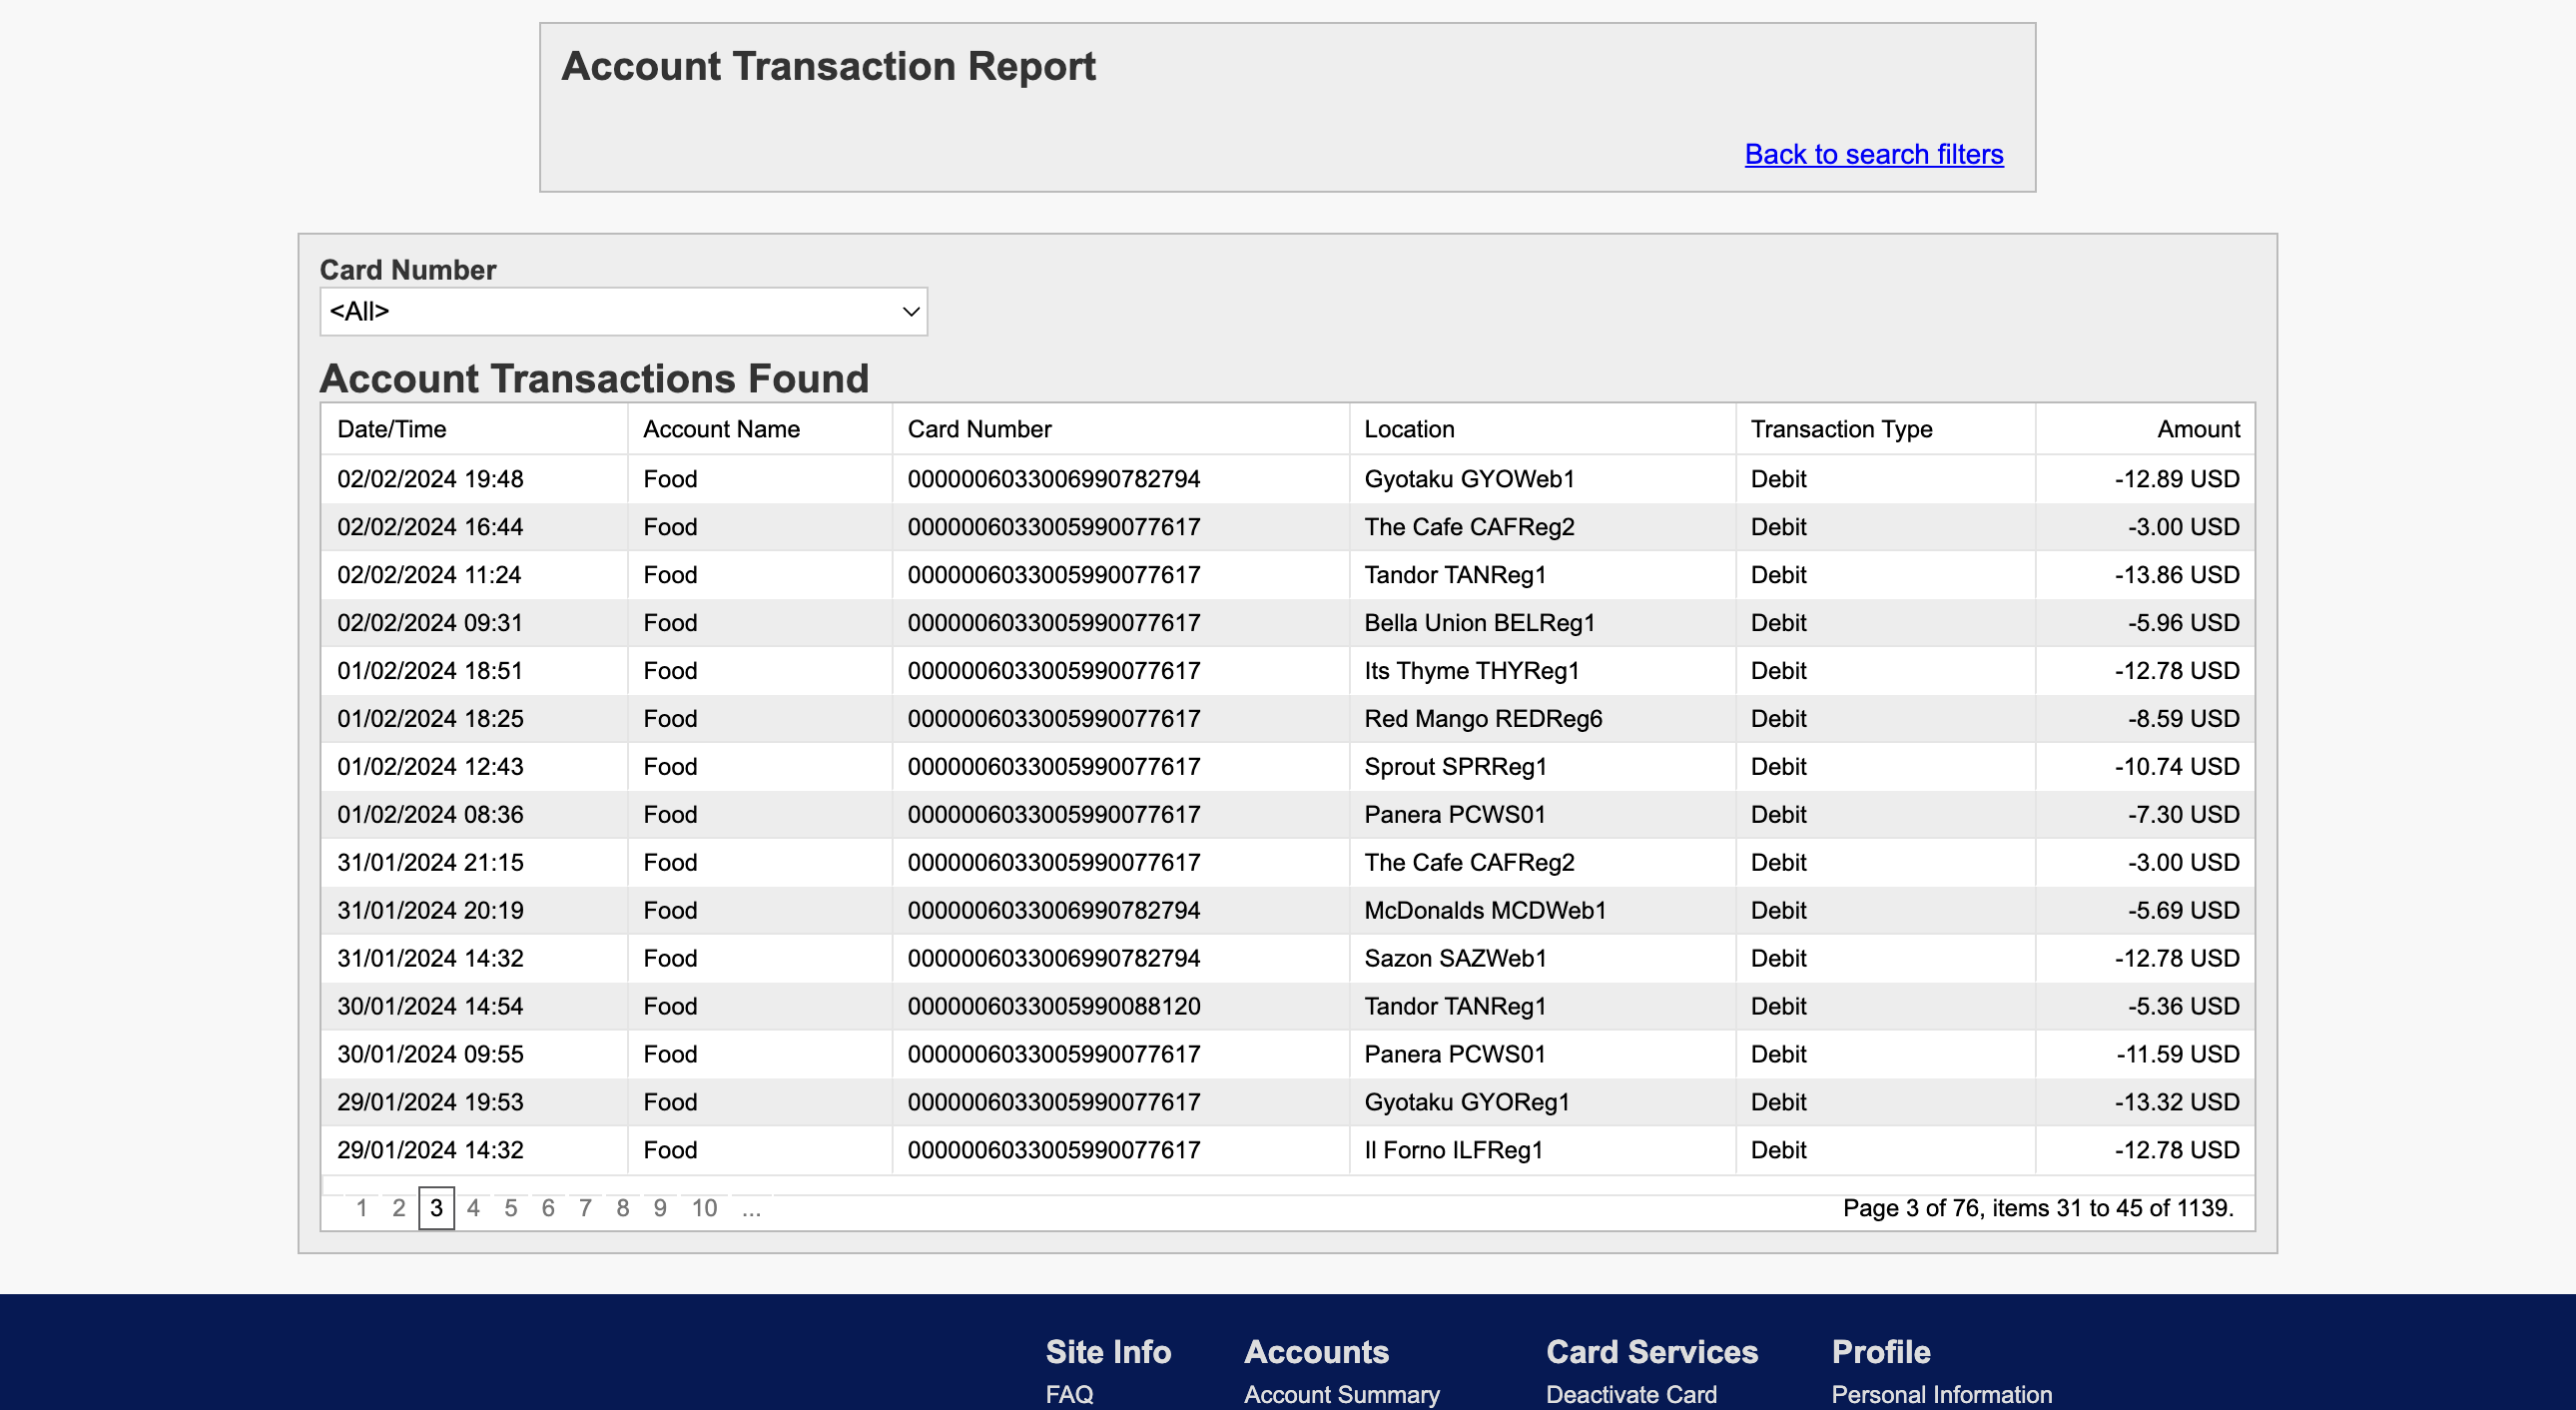 Account Transaction Report
Back to search filters
Card Number
<All>
Account Transactions Found
Date/Time Account Name Card Number Location Transaction Type Amount
02/02/2024 19:48 Food 0000006033006990782794 Gyotaku GYOWeb1 Debit -12.89 USD
02/02/2024 16:44 Food 0000006033005990077617 The Cafe CAFReg2 Debit -3.00 USD
02/02/2024 11:24 Food 0000006033005990077617 Tandor TANReg1 Debit -13.86 USD
02/02/2024 09:31 Food 0000006033005990077617 Bella Union BELReg1 Debit -5.96 USD
01/02/2024 18:51 Food 0000006033005990077617 Its Thyme THYReg1 Debit -12.78 USD
01/02/2024 18:25 Food 0000006033005990077617 Red Mango REDReg6 Debit -8.59 USD
01/02/2024 12:43 Food 0000006033005990077617 Sprout SPRReg1 Debit -10.74 USD
01/02/2024 08:36 Food 0000006033005990077617 Panera PCWS01 Debit -7.30 USD
31/01/2024 21:15 Food 0000006033005990077617 The Cafe CAFReg2 Debit -3.00 USD
31/01/2024 20:19 Food 0000006033006990782794 McDonalds MCDWeb1 Debit -5.69 USD
31/01/2024 14:32 Food 0000006033006990782794 Sazon SAZWeb1 Debit -12.78 USD
30/01/2024 14:54 Food 0000006033005990088120 Tandor TANReg1 Debit -5.36 USD
30/01/2024 09:55 Food 0000006033005990077617 Panera PCWS01 Debit -11.59 USD
29/01/2024 19:53 Food 0000006033005990077617 Gyotaku GYOReg1 Debit -13.32 USD
29/01/2024 14:32 Food 0000006033005990077617 Il Forno ILFReg1 Debit -12.78 USD
1 2 3 4 5 6 7 8 9 10 ... Page 3 of 76, items 31 to 45 of 1139.
Site Info Accounts Card Services Profile
FAQ Account Summary Deactivate Card Personal Information